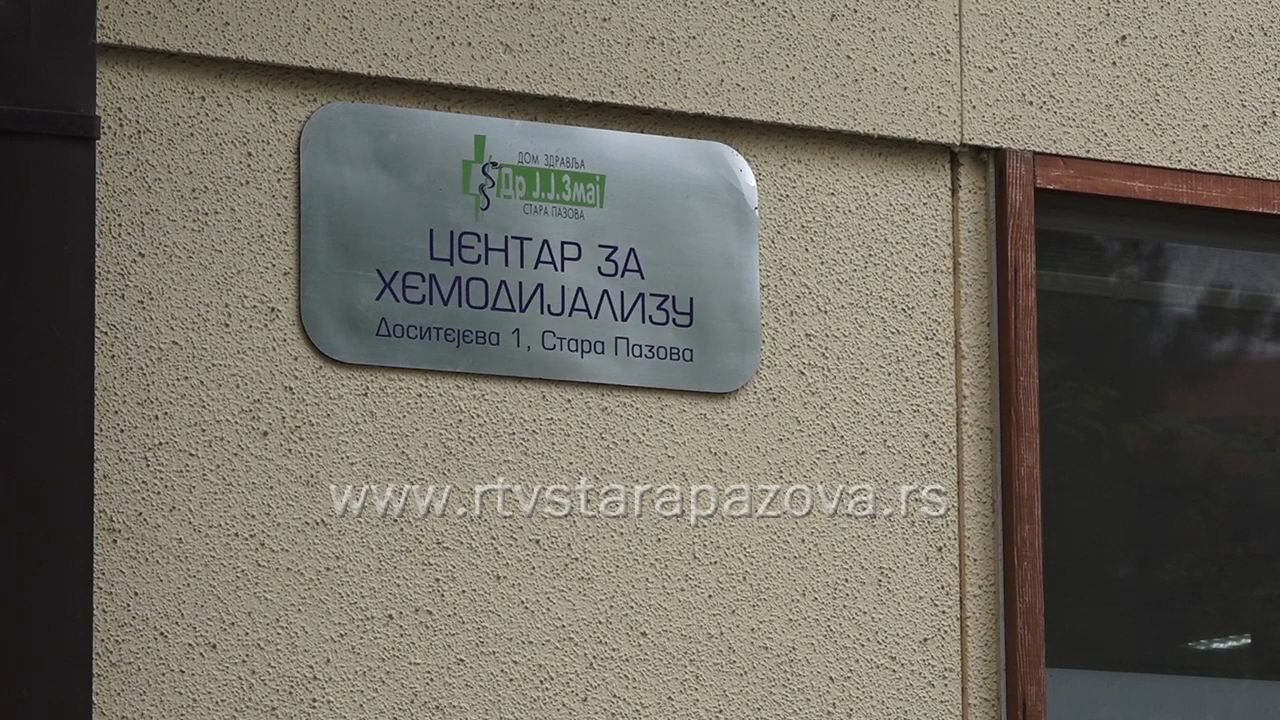 ДОМ ЗДРАВЉА
Др Ј.Ј.Змај
СТАРА ПАЗОВА
ЦЕНТАР ЗА
ХЕМОДИЈАЛИЗУ
Доситејева 1, Стара Пазова
www.rtvstarapazova.rs